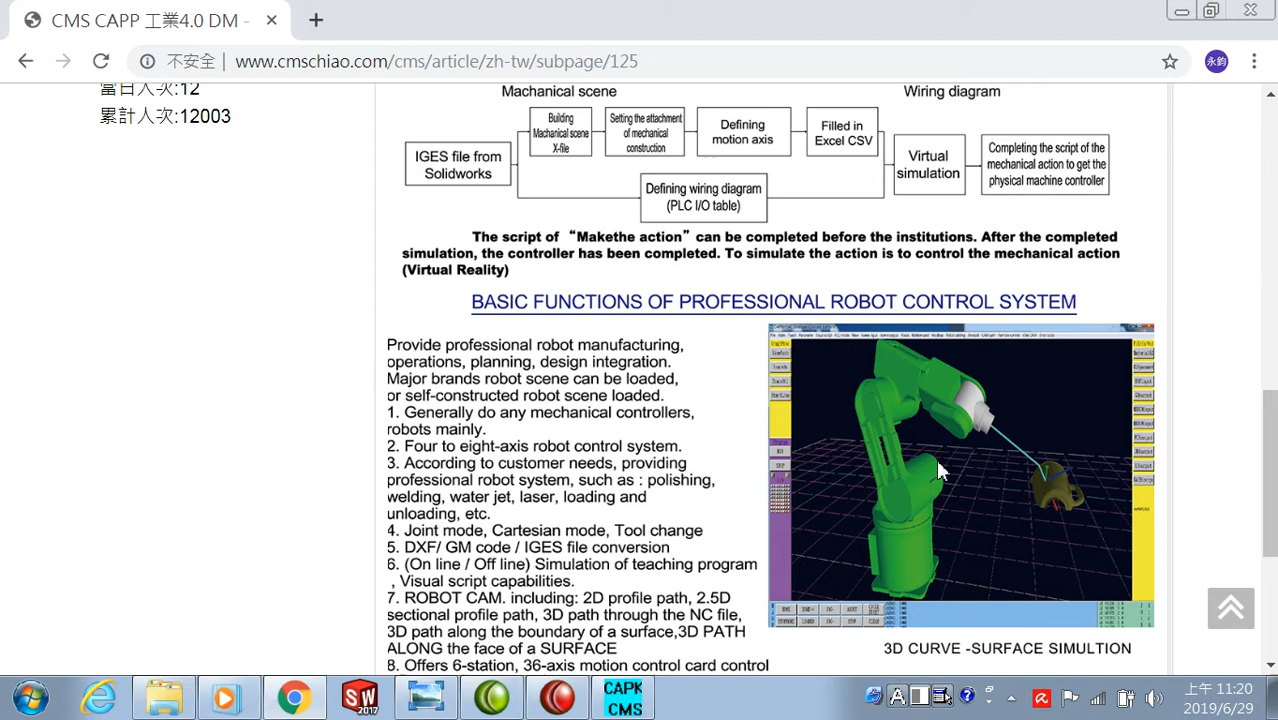 CMS CAPP 工業4.0 DM -
不安全 | www.cmschiao.com/cms/article/zh-tw/subpage/125
永鈞
當日人次:12
累計人次:12003
Machanical scene
Wiring diagram
Building
Machanical scene
X-file
Setting the attachment
of mechanical
construction
Defining
motion axis
Filled in
Excel CSV
IGES file from
Solidworks
Virtual
simulation
Completing the script of the
mechanical action to get the
physical machine controller
Defining wiring diagram
(PLC I/O table)
The script of “Makethe action” can be completed before the institutions. After the completed
simulation, the controller has been completed. To simulate the action is to control the mechanical action
(Virtual Reality)
BASIC FUNCTIONS OF PROFESSIONAL ROBOT CONTROL SYSTEM
Provide professional robot manufacturing,
operations, planning, design integration.
Major brands robot scene can be loaded,
or self-constructed robot scene loaded.
1. Generally do any mechanical controllers,
robots mainly.
2. Four to eight-axis robot control system.
3. According to customer needs, providing
professional robot system, such as : polishing,
welding, water jet, laser, loading and
unloading, etc.
4. Joint mode, Cartesian mode, Tool change
5. DXF/ GM code / IGES file conversion
6. (On line / Off line) Simulation of teaching program
, Visual script capabilities.
7. ROBOT CAM. including: 2D profile path, 2.5D
sectional profile path, 3D path through the NC file,
3D path along the boundary of a surface,3D PATH
ALONG the face of a SURFACE
8. Offers 6-station, 36-axis motion control card control
3D CURVE -SURFACE SIMULTION
SW
2017
CAPK
CMS
A
上午 11:20
2019/6/29